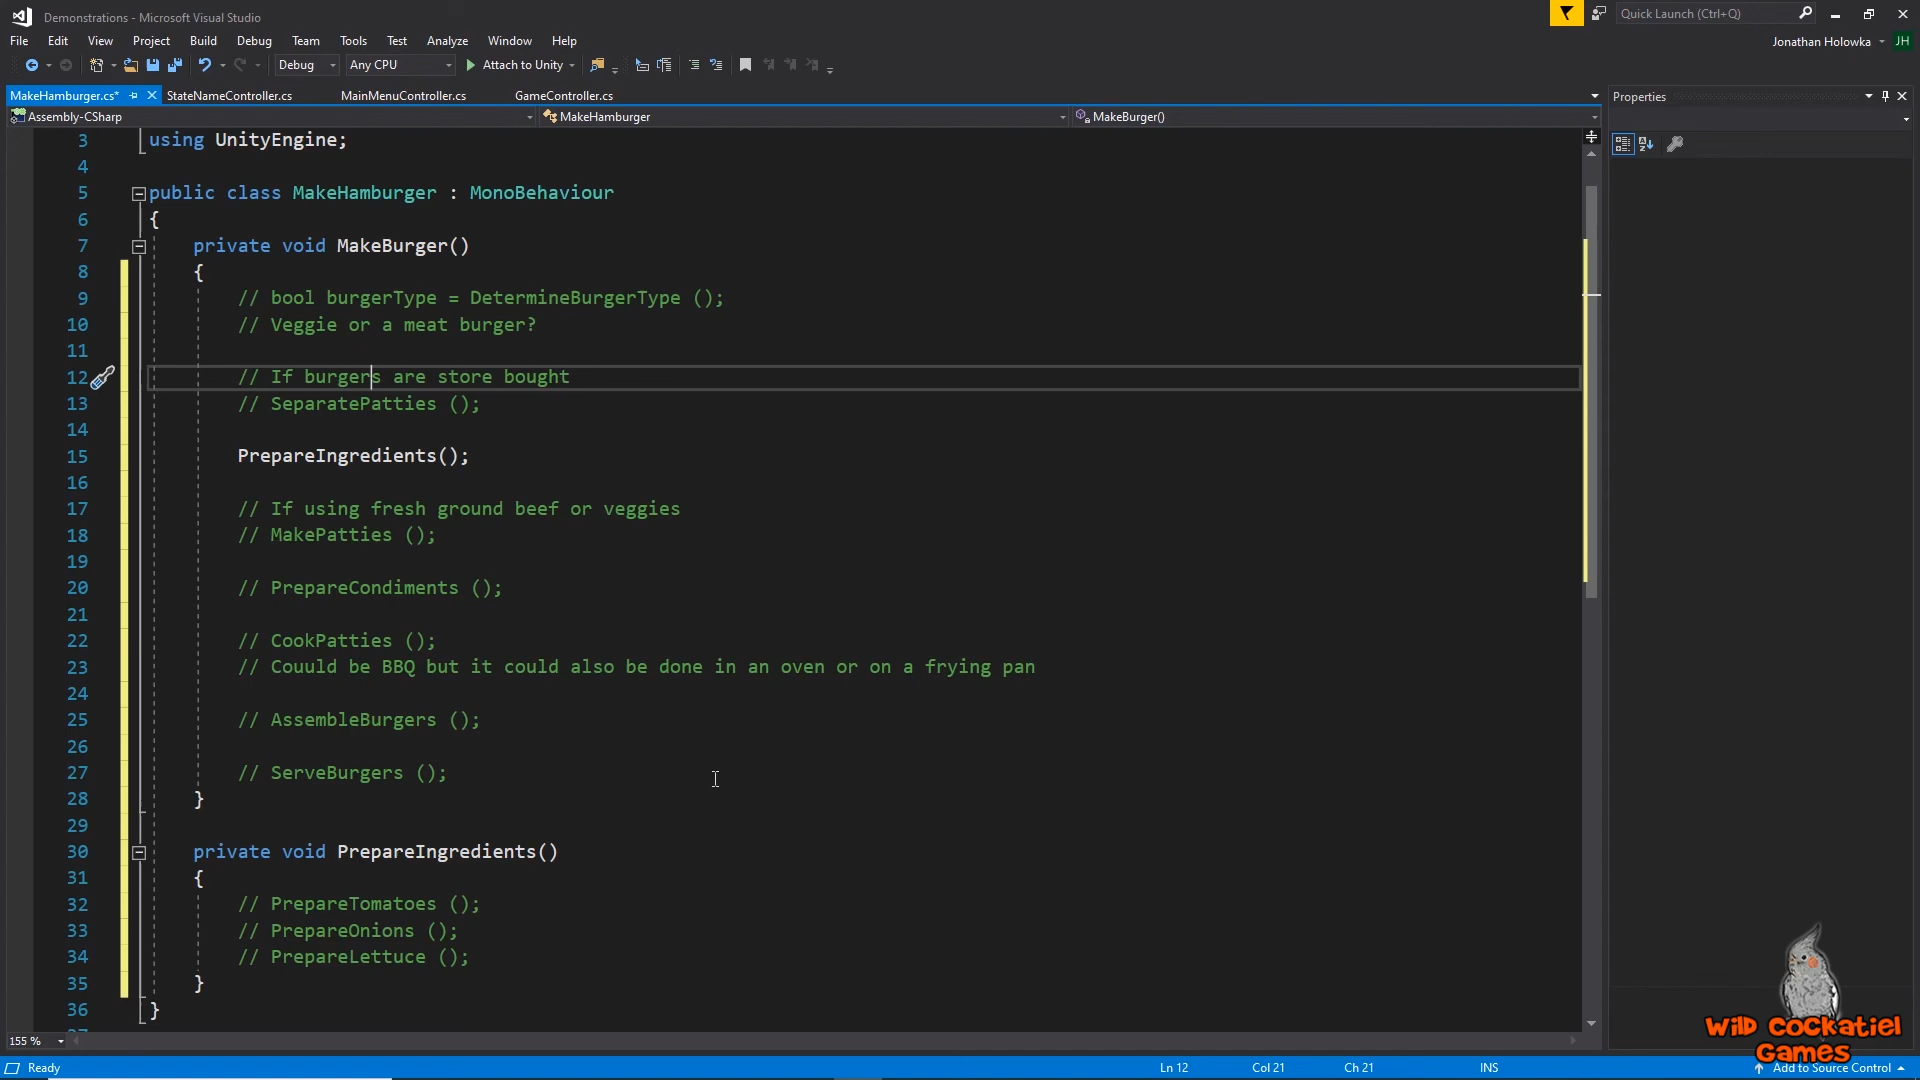 Demonstrations - Microsoft Visual Studio
Quick Launch (Ctrl+Q)
File Edit View Project Build Debug Team Tools Test Analyze Window Help
Jonathan Holowka JH
Debug Any CPU Attach to Unity
MakeHamburger.cs* StateNameController.cs MainMenuController.cs GameController.cs
Properties
Assembly-CSharp MakeHamburger MakeBurger()
3 using UnityEngine;
4
5 public class MakeHamburger : MonoBehaviour
6 {
7 private void MakeBurger()
8 {
9 // bool burgerType = DetermineBurgerType ();
10 // Veggie or a meat burger?
11
12 // If burgers are store bought
13 // SeparatePatties ();
14
15 PrepareIngredients();
16
17 // If using fresh ground beef or veggies
18 // MakePatties ();
19
20 // PrepareCondiments ();
21
22 // CookPatties ();
23 // Couuld be BBQ but it could also be done in an oven or on a frying pan
24
25 // AssembleBurgers ();
26
27 // ServeBurgers ();
28 }
29
30 private void PrepareIngredients()
31 {
32 // PrepareTomatoes ();
33 // PrepareOnions ();
34 // PrepareLettuce ();
35 }
36 }
155 %
Wild Cockatiel
Games
Ready Ln 12 Col 21 Ch 21 INS Add to Source Control